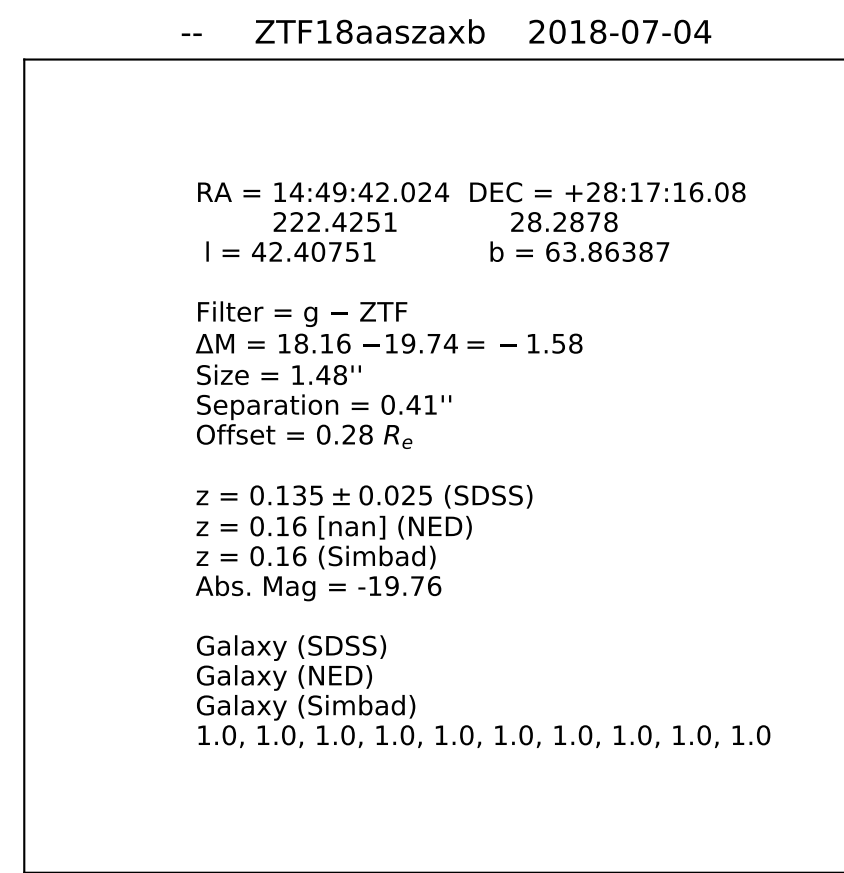 -- ZTF18aaszaxb 2018-07-04
RA = 14:49:42.024 DEC = +28:17:16.08
222.4251 28.2878
l = 42.40751 b = 63.86387
Filter = g − ZTF
ΔM = 18.16 −19.74 = − 1.58
Size = 1.48''
Separation = 0.41''
Offset = 0.28 Re
z = 0.135 ± 0.025 (SDSS)
z = 0.16 [nan] (NED)
z = 0.16 (Simbad)
Abs. Mag = -19.76
Galaxy (SDSS)
Galaxy (NED)
Galaxy (Simbad)
1.0, 1.0, 1.0, 1.0, 1.0, 1.0, 1.0, 1.0, 1.0, 1.0